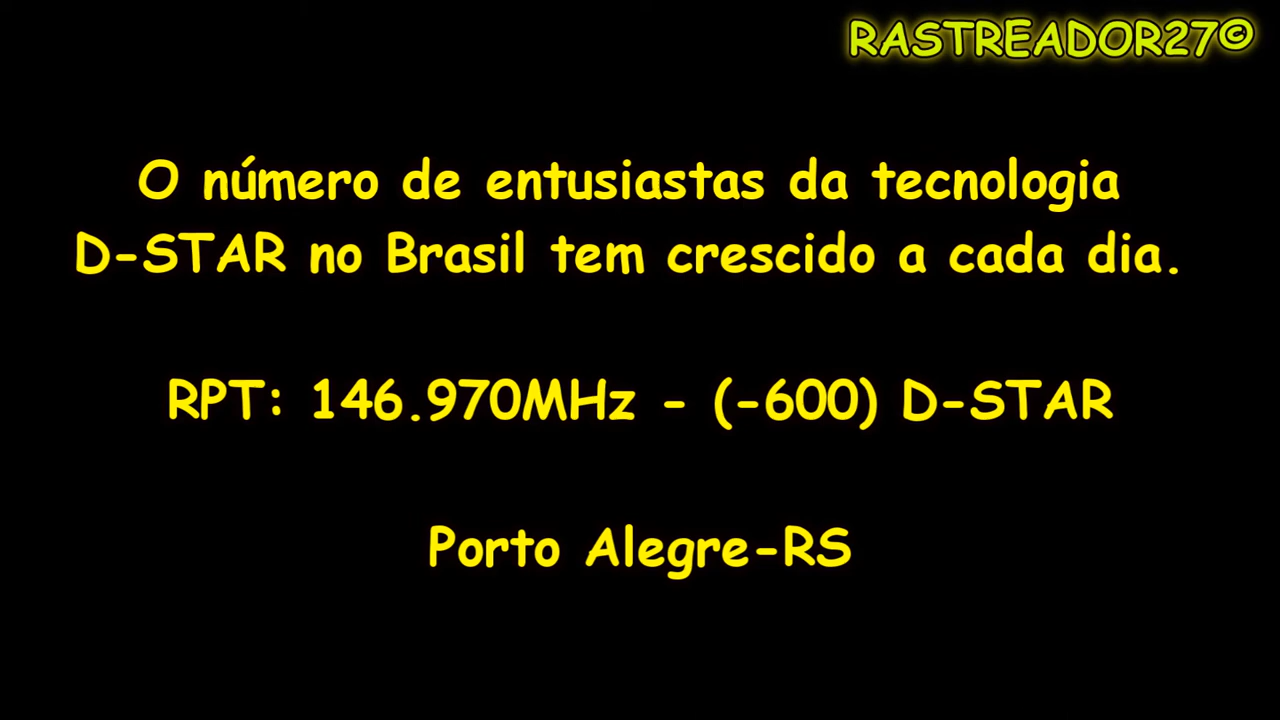 RASTREADOR27©
O número de entusiastas da tecnologia
D-STAR no Brasil tem crescido a cada dia.
RPT: 146.970MHz - (-600) D-STAR
Porto Alegre-RS